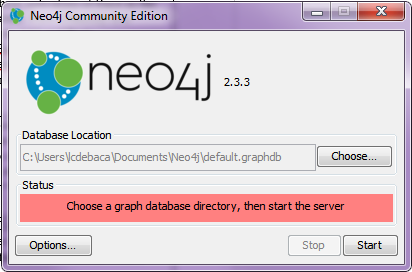 Neo4j Community Edition
neo4j 2.3.3
Database Location
C:\Users\lcdebaca\Documents\Neo4j\default.graphdb
Choose...
Status
Choose a graph database directory, then start the server
Options...
Stop
Start